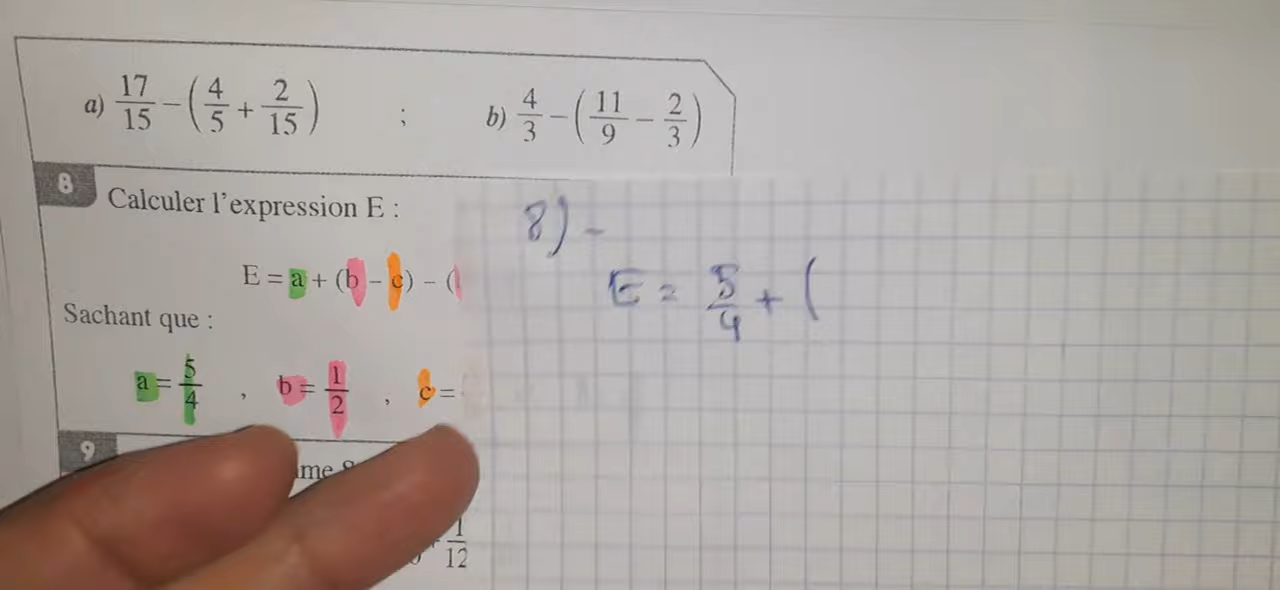 a) 17/15 − (4/5 + 2/15) ; b) 4/3 − (11/9 − 2/3)
8 Calculer l'expression E :
E = a + (b − c) − (
Sachant que :
a = 5/4 , b = 1/2 , c =
9
1/12
8) -
E = 5/4 + (